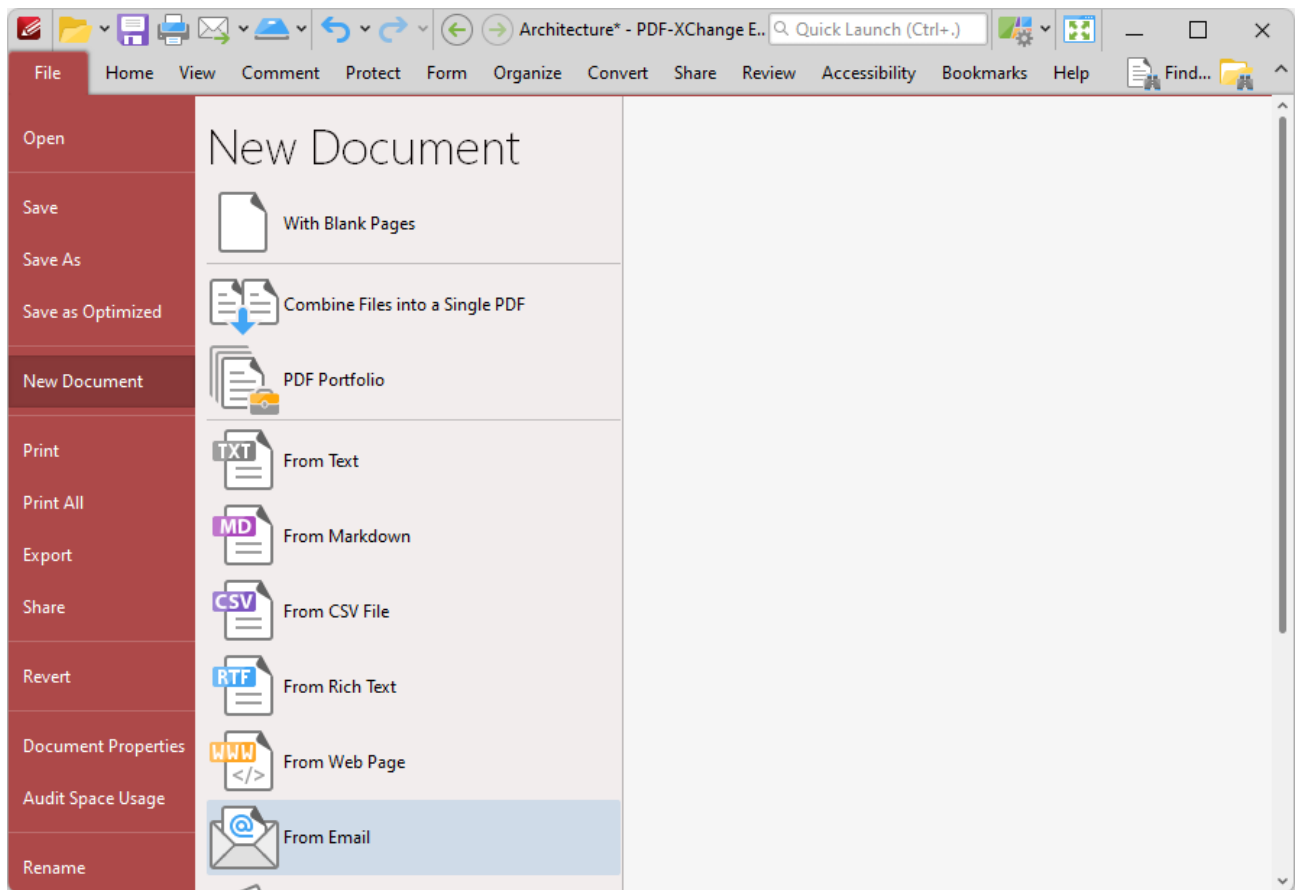 Architecture* - PDF-XChange E.. Quick Launch (Ctrl+.)
File Home View Comment Protect Form Organize Convert Share Review Accessibility Bookmarks Help Find...
Open
Save
Save As
Save as Optimized
New Document
Print
Print All
Export
Share
Revert
Document Properties
Audit Space Usage
Rename
New Document
With Blank Pages
Combine Files into a Single PDF
PDF Portfolio
TXT From Text
MD From Markdown
CSV From CSV File
RTF From Rich Text
WWW </> From Web Page
@ From Email